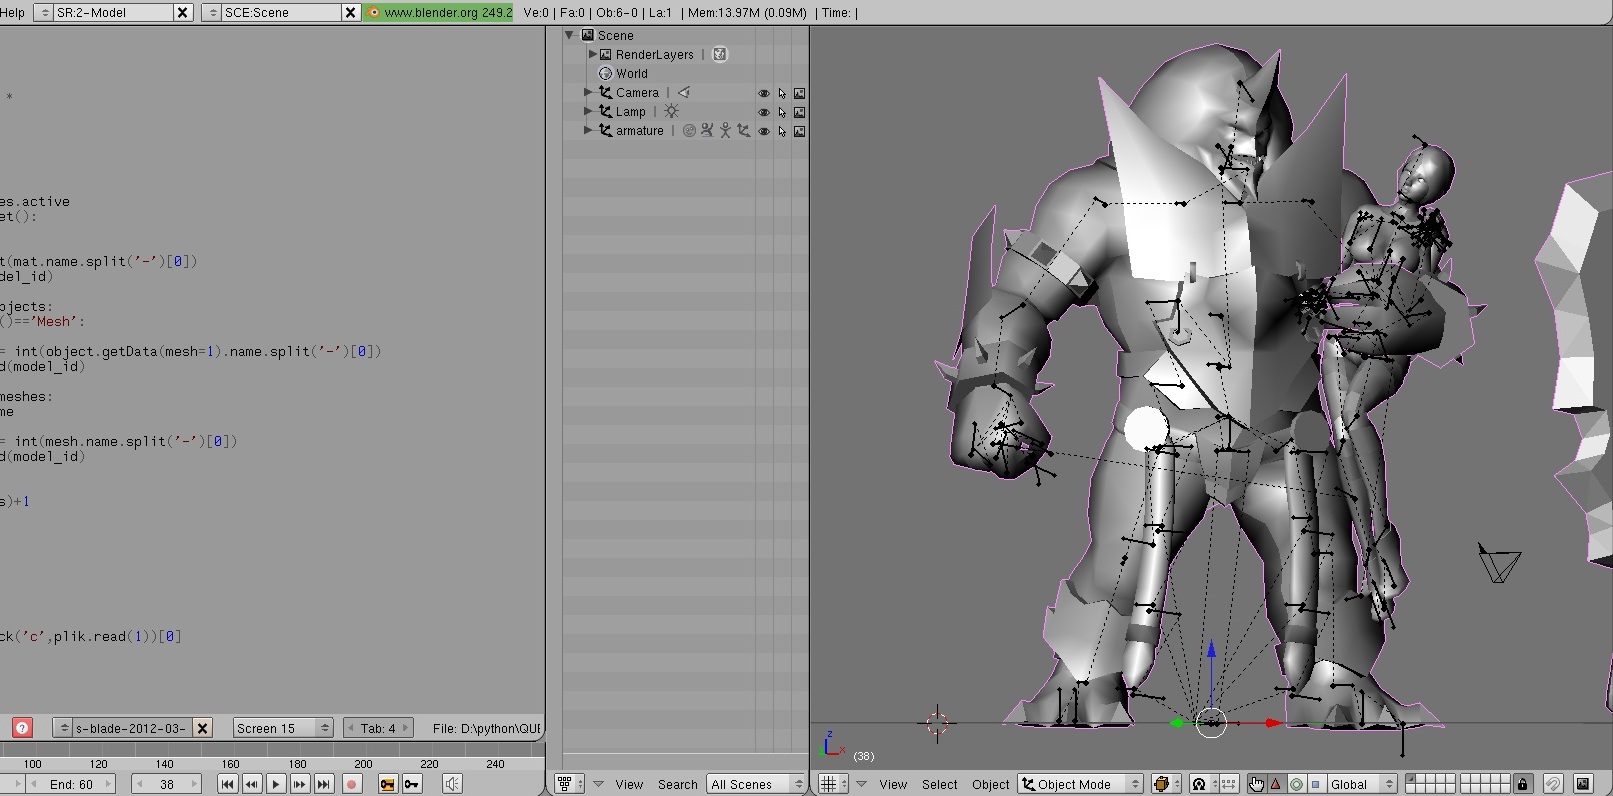 Help SR:2-Model SCE:Scene www.blender.org 249.2 Ve:0 | Fa:0 | Ob:6-0 | La:1 | Mem:13.97M (0.09M) | Time: |
*
es.active
et():
t(mat.name.split('-')[0])
del_id)
bjects:
()=='Mesh':
= int(object.getData(mesh=1).name.split('-')[0])
d(model_id)
meshes:
me
= int(mesh.name.split('-')[0])
d(model_id)
s)+1
ck('c',plik.read(1))[0]
s-blade-2012-03- Screen 15 Tab: 4 File: D:\python\QUE
100 120 140 160 180 200 220 240
End: 60 38
Scene
RenderLayers |
World
Camera |
Lamp |
armature |
View Search All Scenes
z
x
(38)
View Select Object Object Mode Global